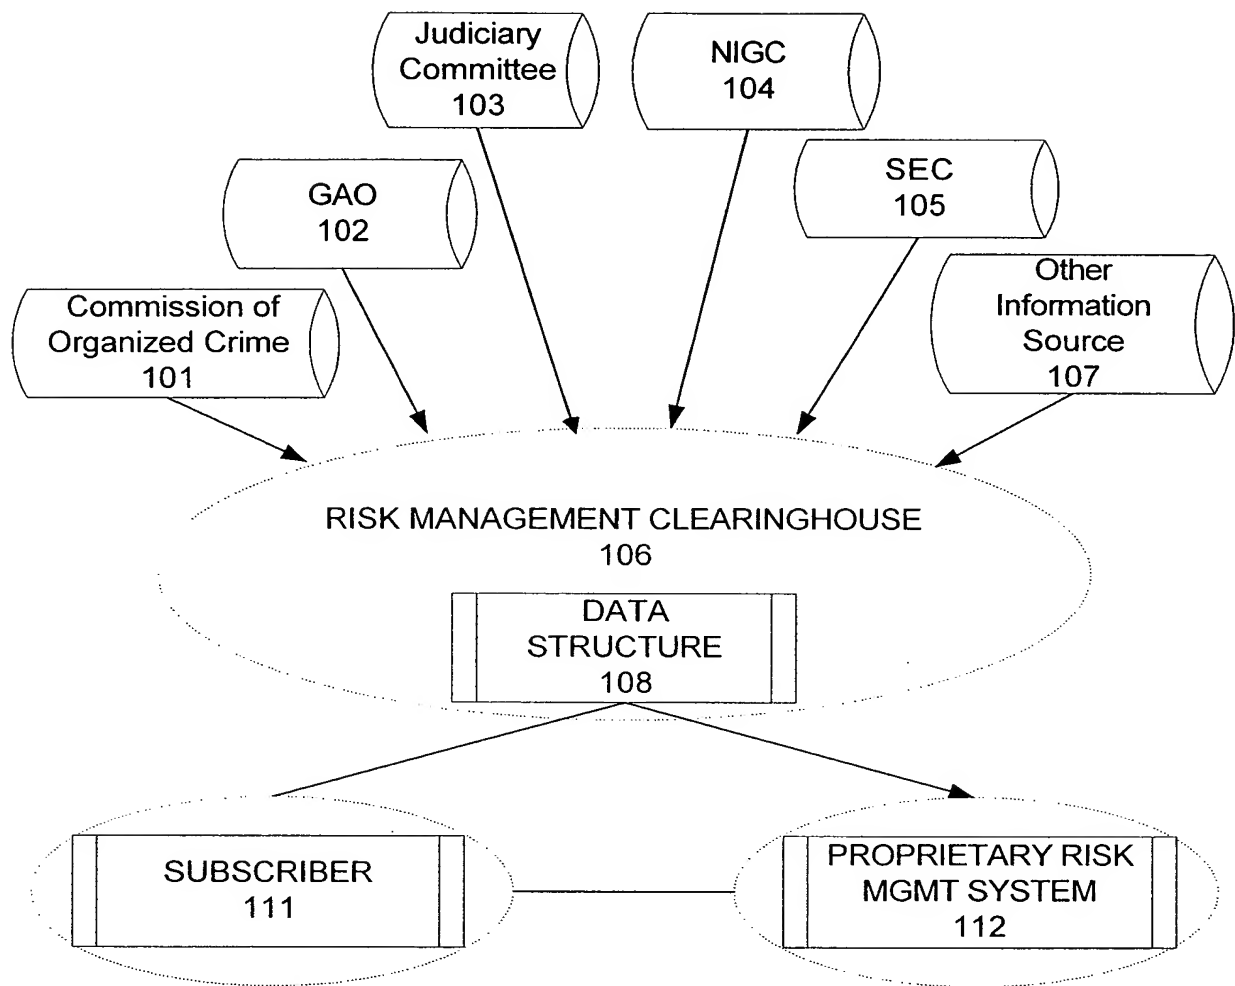 Judiciary
Committee
103
NIGC
104
GAO
102
SEC
105
Commission of
Organized Crime
101
Other
Information
Source
107
RISK MANAGEMENT CLEARINGHOUSE
106
DATA
STRUCTURE
108
SUBSCRIBER
111
PROPRIETARY RISK
MGMT SYSTEM
112